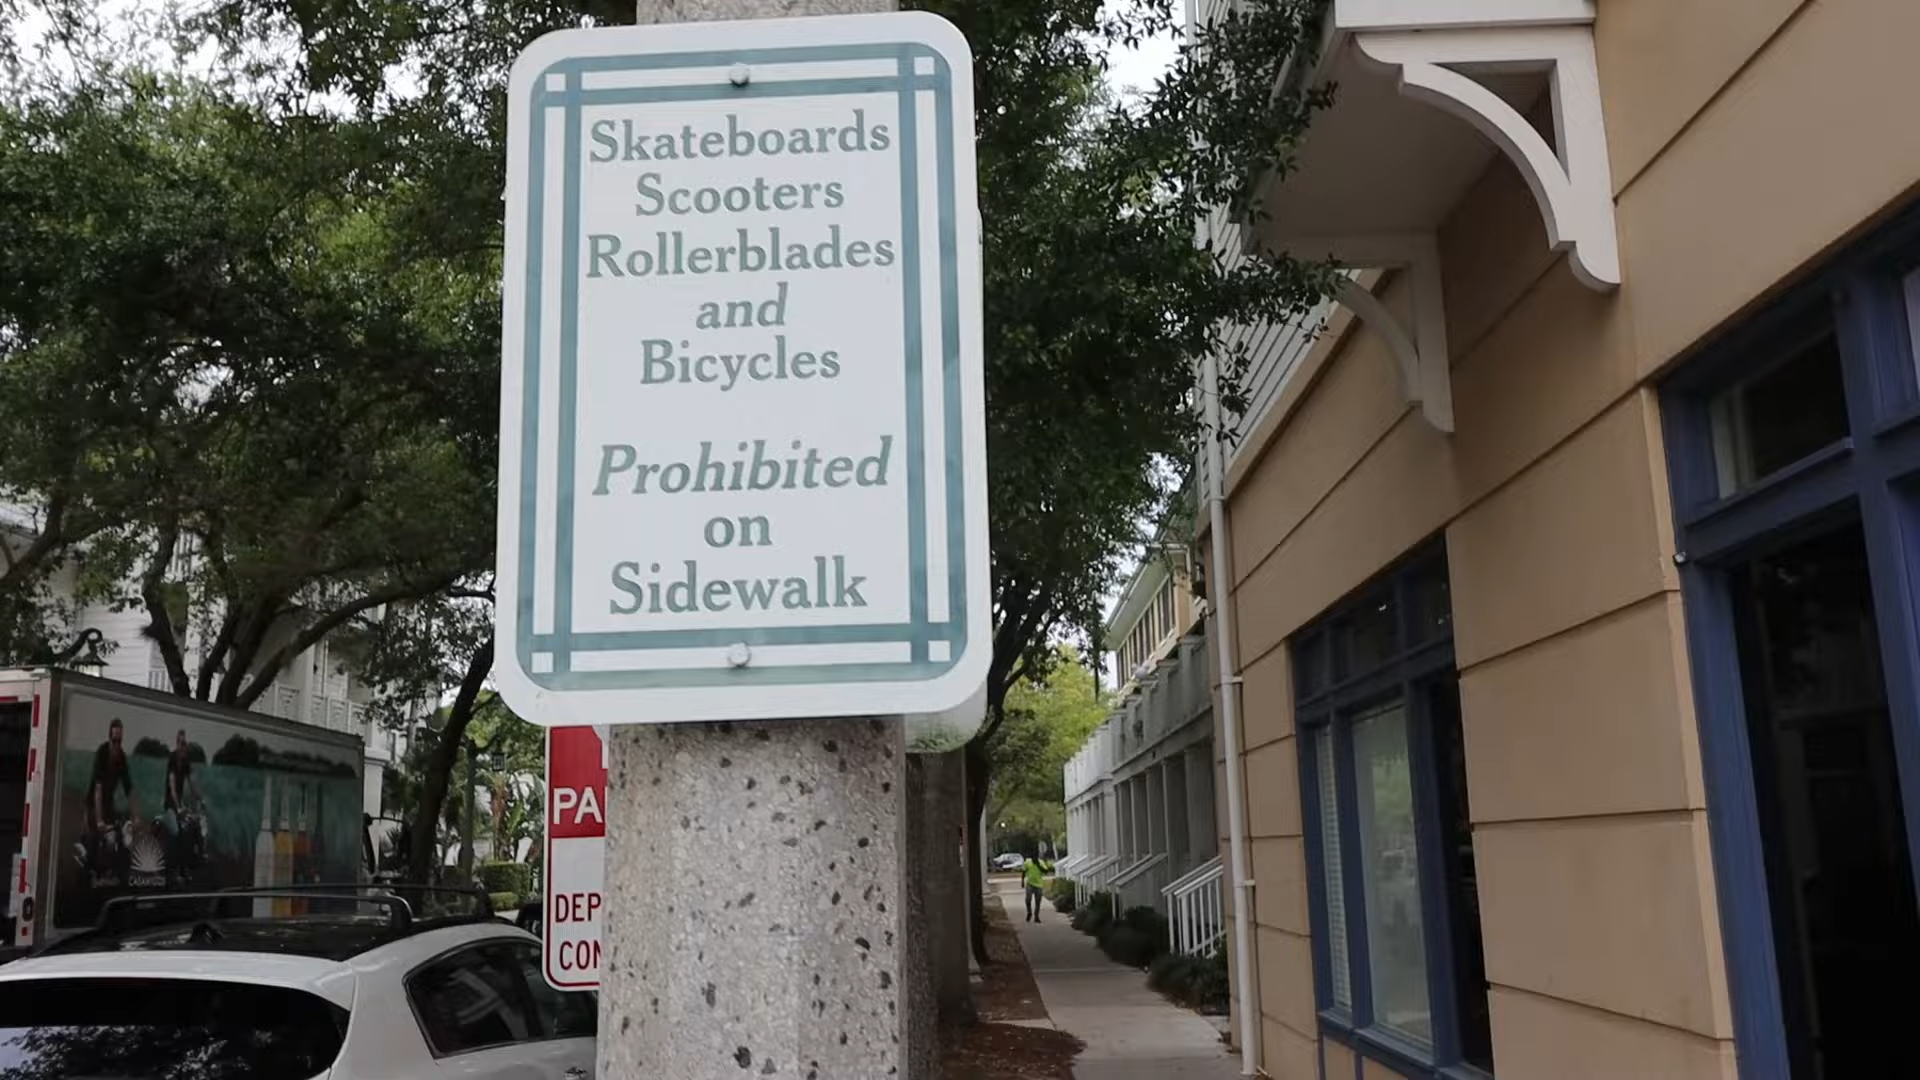 Skateboards
Scooters
Rollerblades
and
Bicycles
Prohibited
on
Sidewalk
PA
DEP
CON